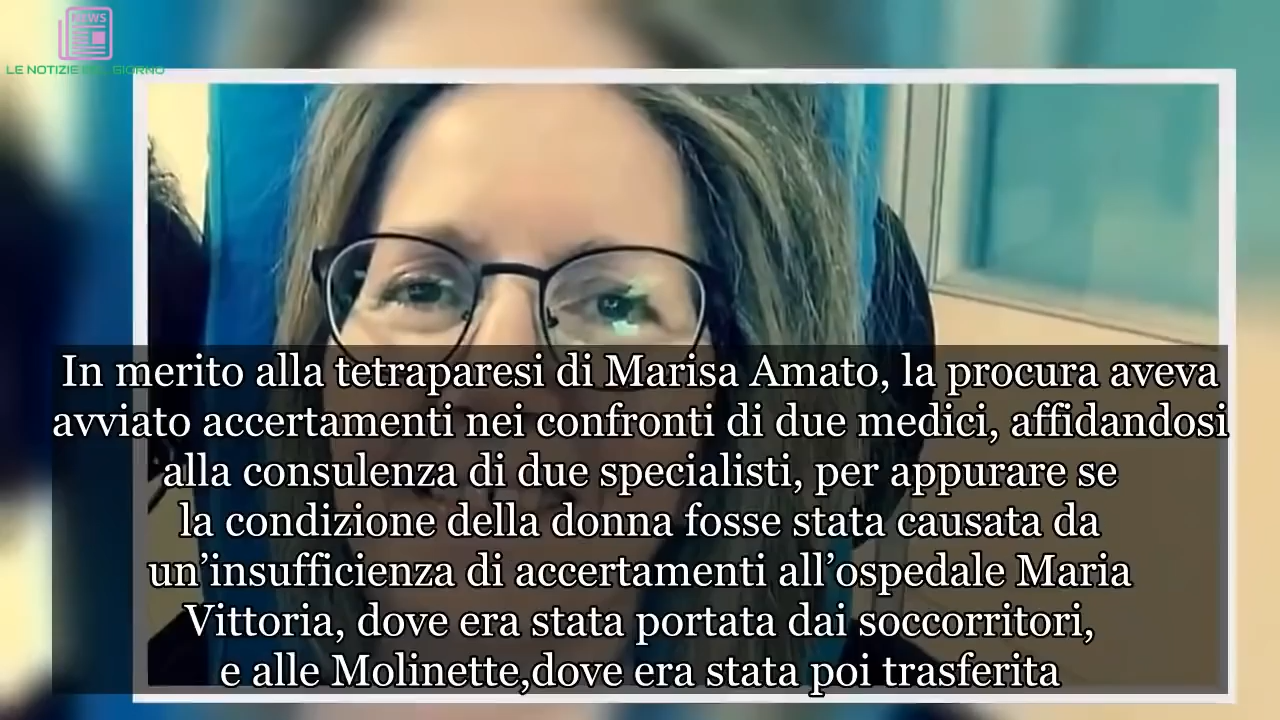 NEWS
LE NOTIZIE DEL GIORNO
In merito alla tetraparesi di Marisa Amato, la procura aveva
avviato accertamenti nei confronti di due medici, affidandosi
alla consulenza di due specialisti, per appurare se
la condizione della donna fosse stata causata da
un’insufficienza di accertamenti all’ospedale Maria
Vittoria, dove era stata portata dai soccorritori,
e alle Molinette,dove era stata poi trasferita